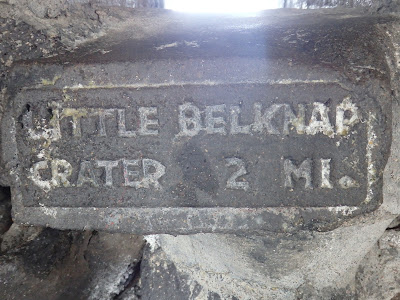 LITTLE BELKNAP
CRATER 2 MI.